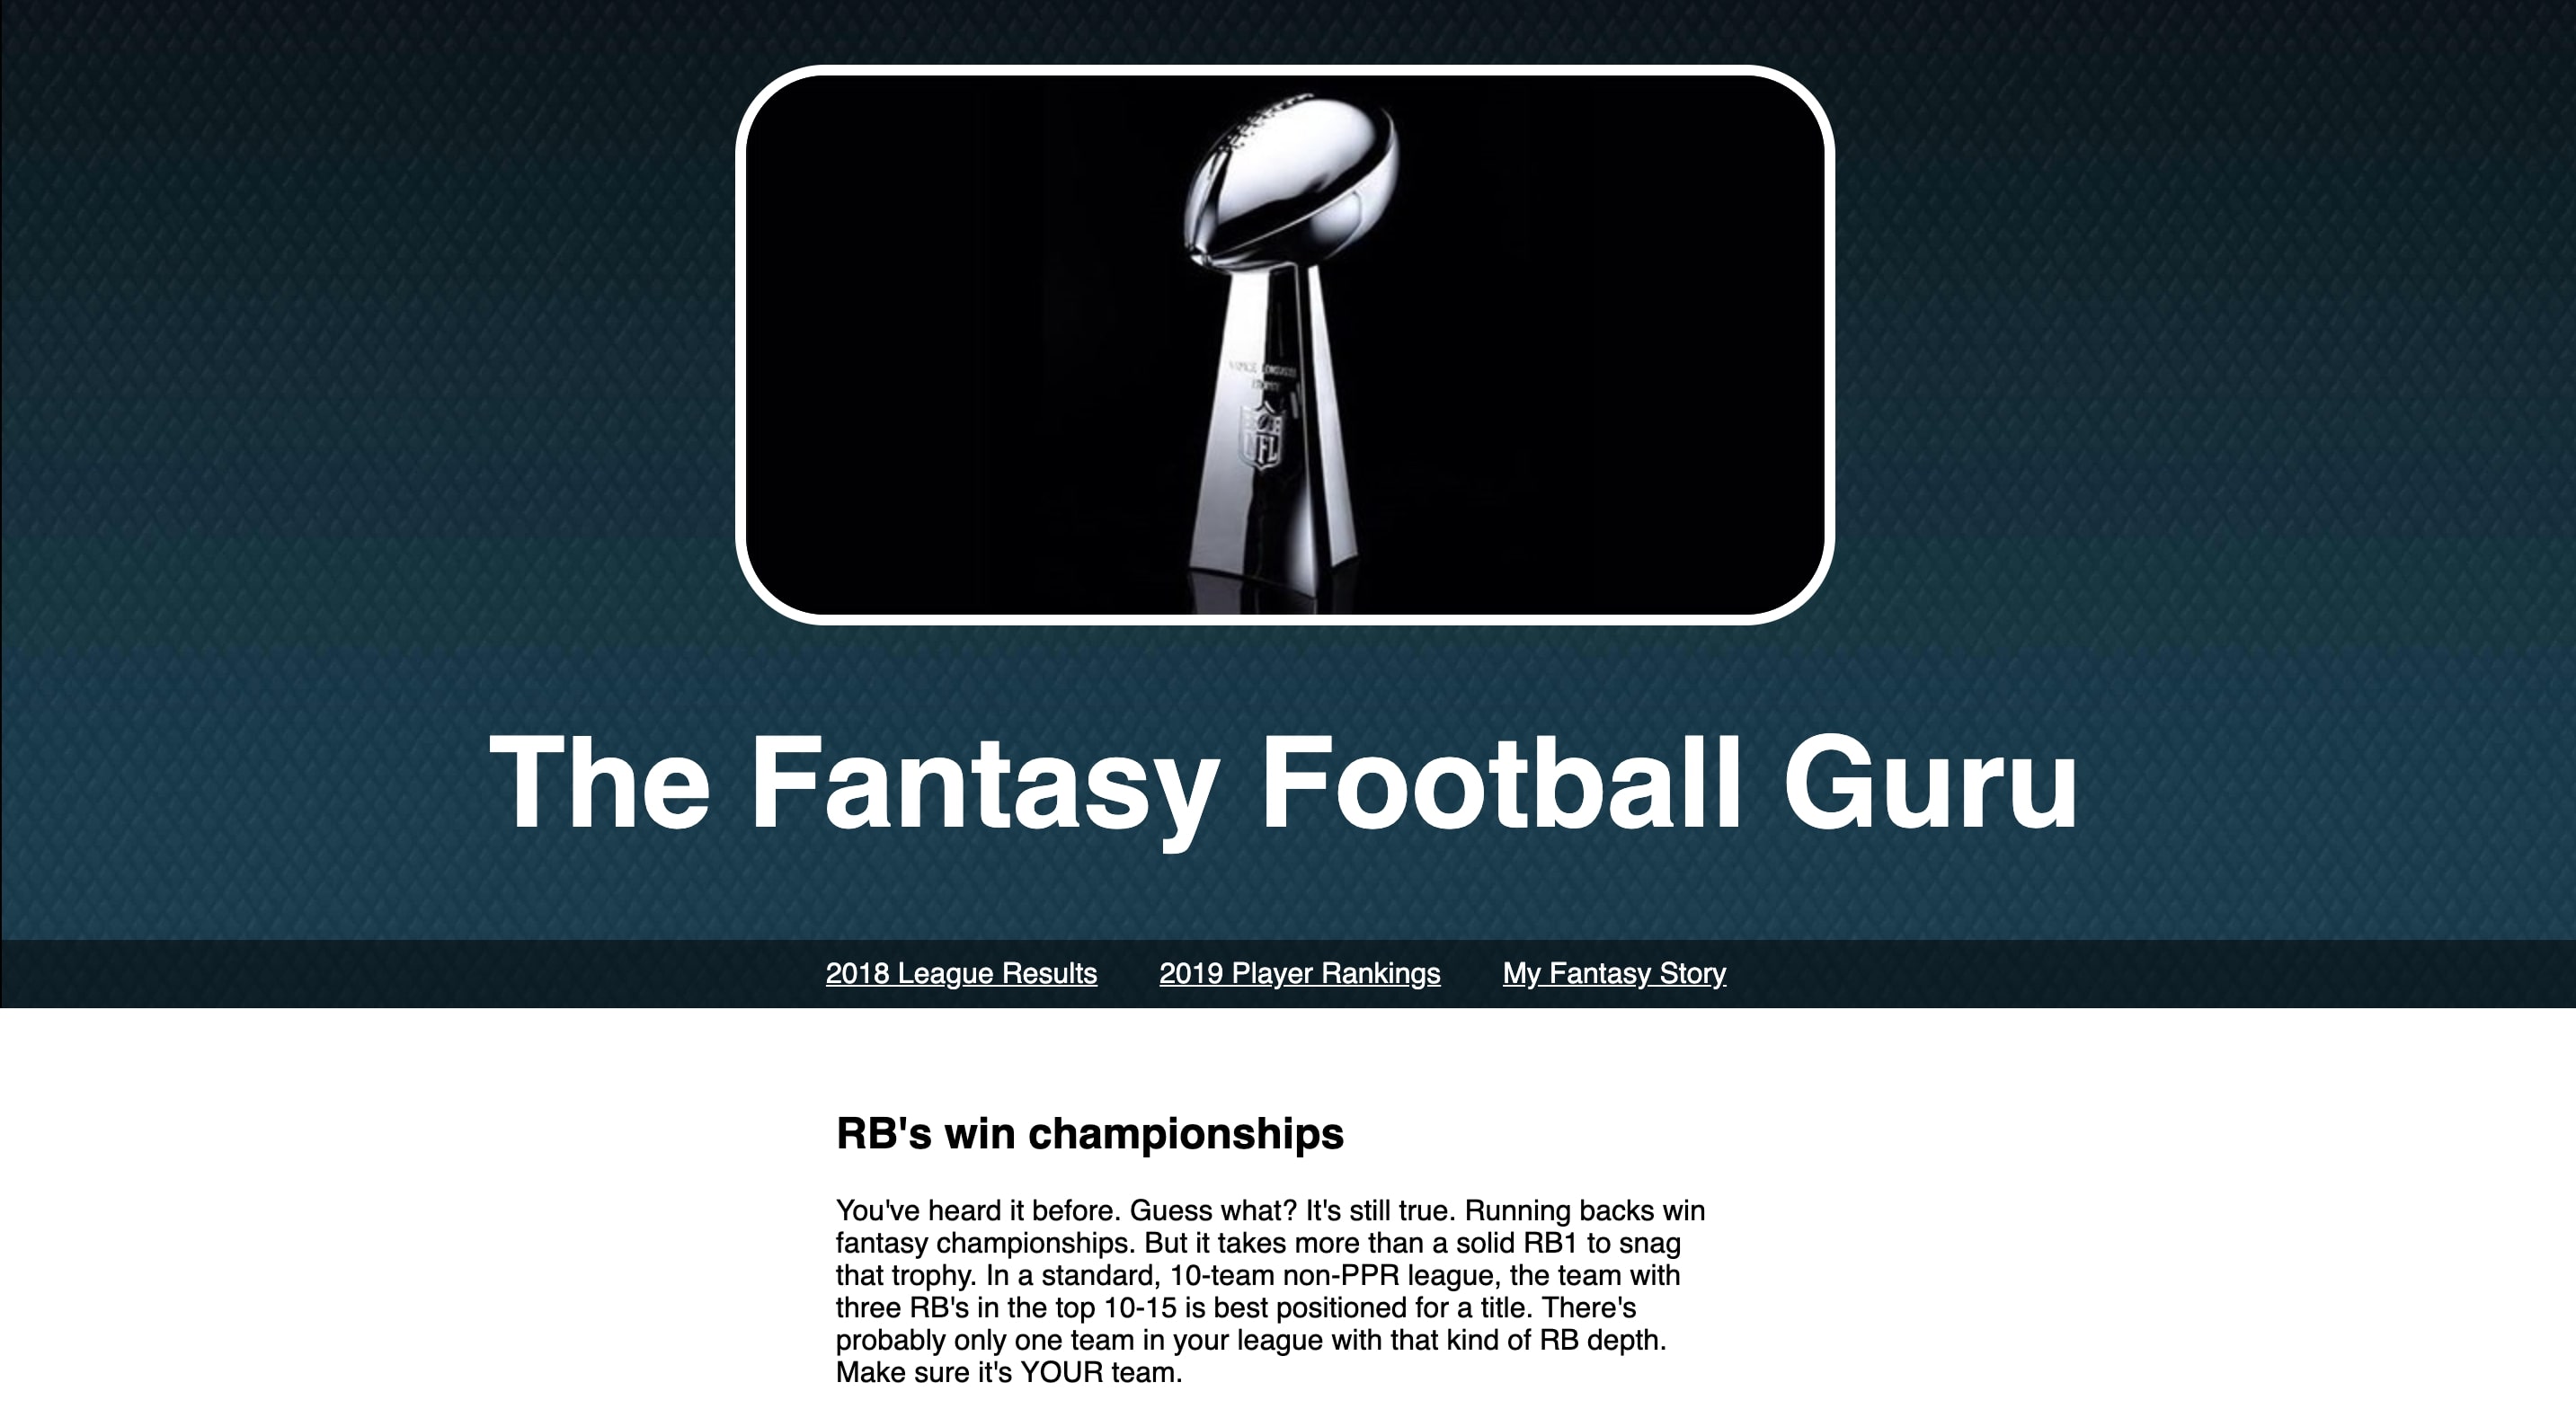 VINCE LOMBARDI
TROPHY
NFL
The Fantasy Football Guru
2018 League Results 2019 Player Rankings My Fantasy Story
RB's win championships
You've heard it before. Guess what? It's still true. Running backs win
fantasy championships. But it takes more than a solid RB1 to snag
that trophy. In a standard, 10-team non-PPR league, the team with
three RB's in the top 10-15 is best positioned for a title. There's
probably only one team in your league with that kind of RB depth.
Make sure it's YOUR team.